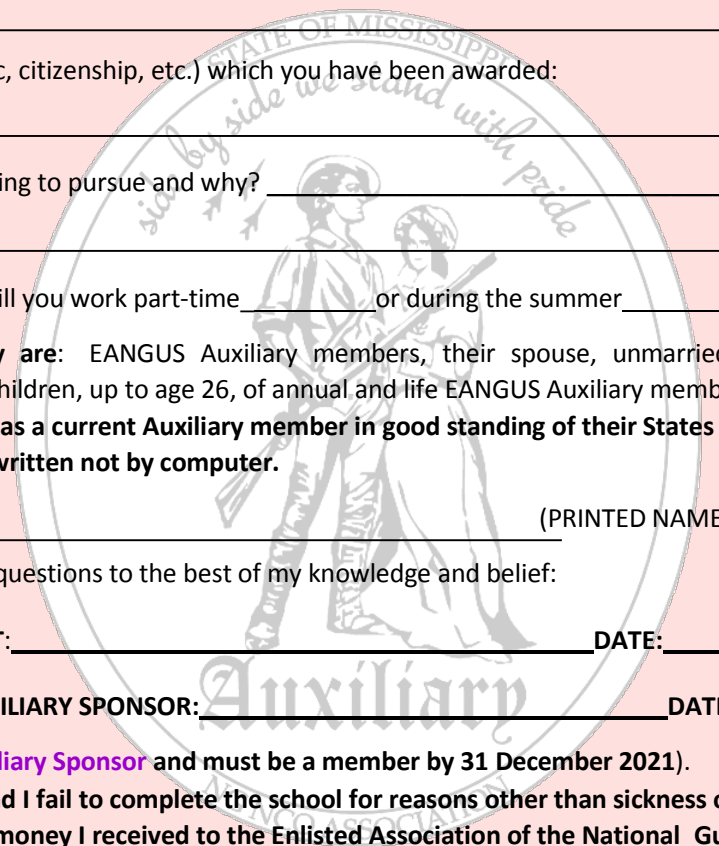 STATE OF MISSISSIPPI
side by side we stand with pride
c, citizenship, etc.) which you have been awarded:
ing to pursue and why?
ill you work part-time or during the summer
y are: EANGUS Auxiliary members, their spouse, unmarried
hildren, up to age 26, of annual and life EANGUS Auxiliary memb
as a current Auxiliary member in good standing of their States
written not by computer.
(PRINTED NAME
questions to the best of my knowledge and belief:
T: DATE:
Auxiliary
ILIARY SPONSOR: DATE
liary Sponsor and must be a member by 31 December 2021).
d I fail to complete the school for reasons other than sickness o
money I received to the Enlisted Association of the National Gu
NCO ASSOCIATION